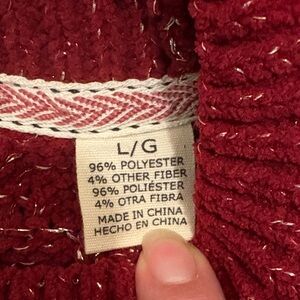 L/G
96% POLYESTER
4% OTHER FIBER
96% POLIÉSTER
4% OTRA FIBRA
MADE IN CHINA
HECHO EN CHINA